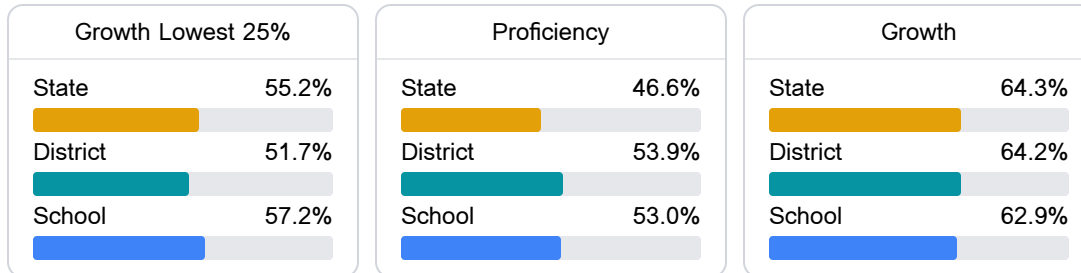 Growth Lowest 25%
State 55.2%
District 51.7%
School 57.2%
Proficiency
State 46.6%
District 53.9%
School 53.0%
Growth
State 64.3%
District 64.2%
School 62.9%